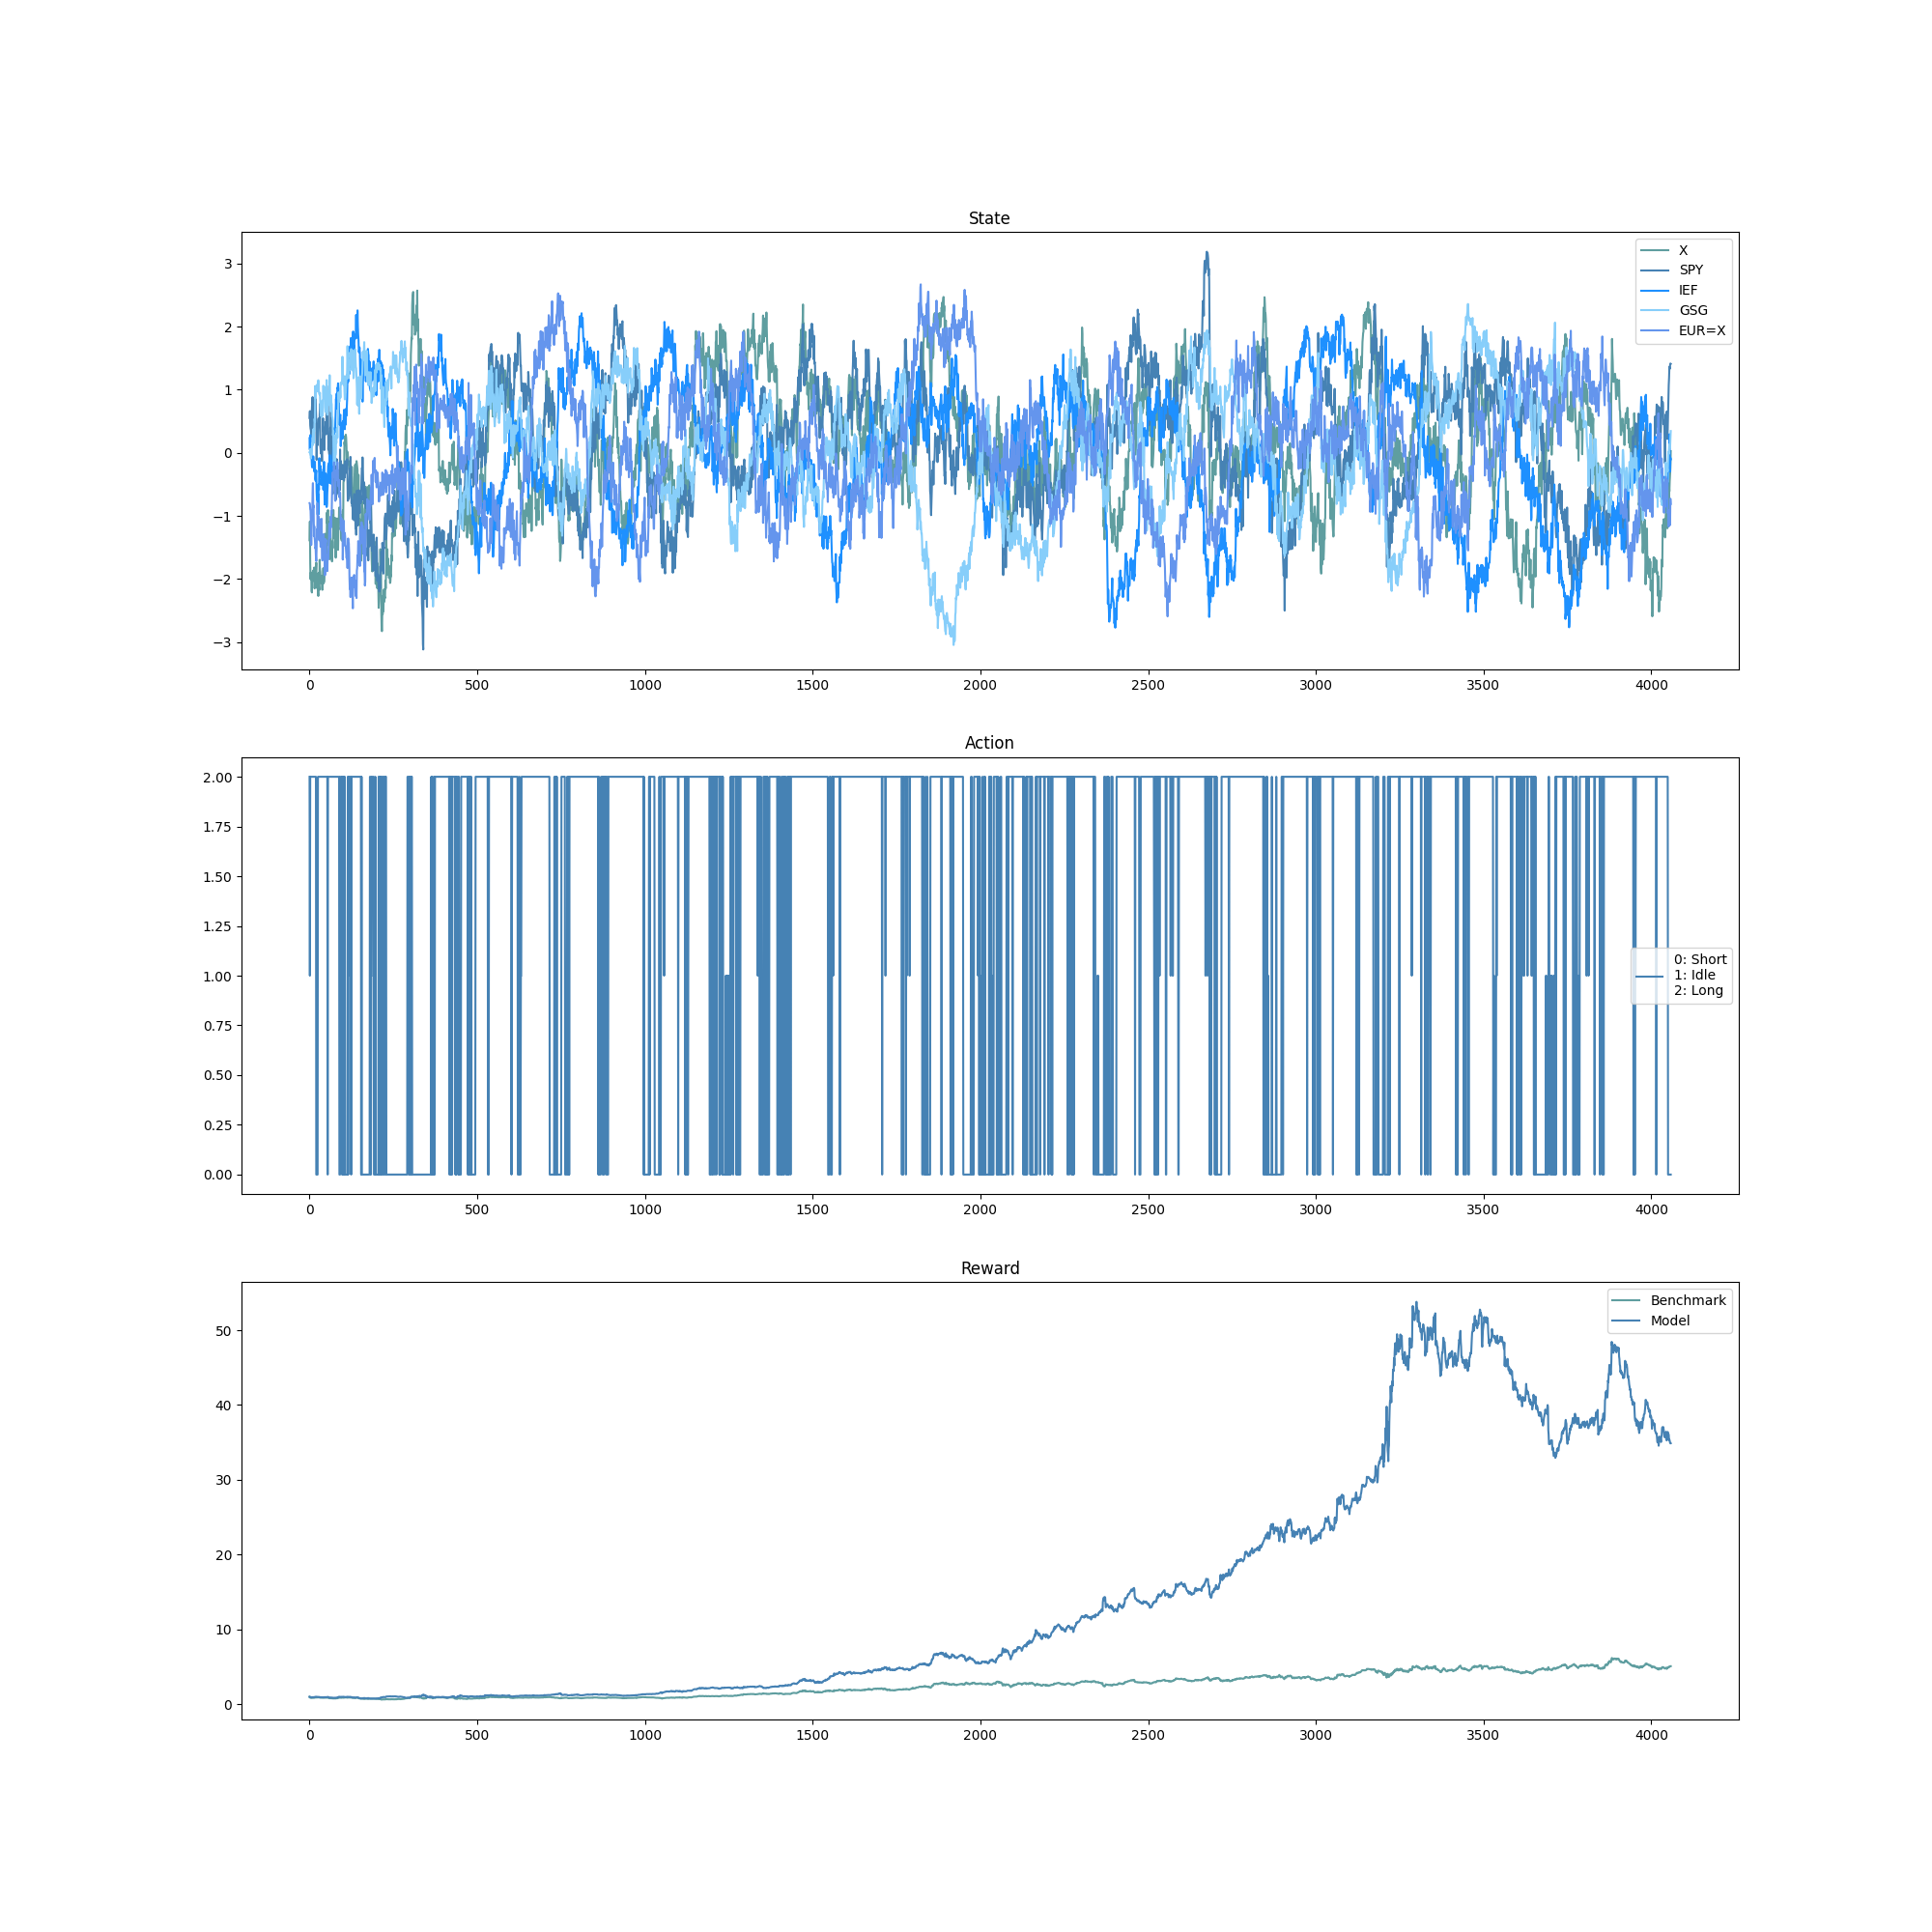 State
3
2
1
0
−1
−2
−3
X
SPY
IEF
GSG
EUR=X
0 500 1000 1500 2000 2500 3000 3500 4000
Action
2.00
1.75
1.50
1.25
1.00
0.75
0.50
0.25
0.00
0: Short
1: Idle
2: Long
0 500 1000 1500 2000 2500 3000 3500 4000
Reward
50
40
30
20
10
0
Benchmark
Model
0 500 1000 1500 2000 2500 3000 3500 4000